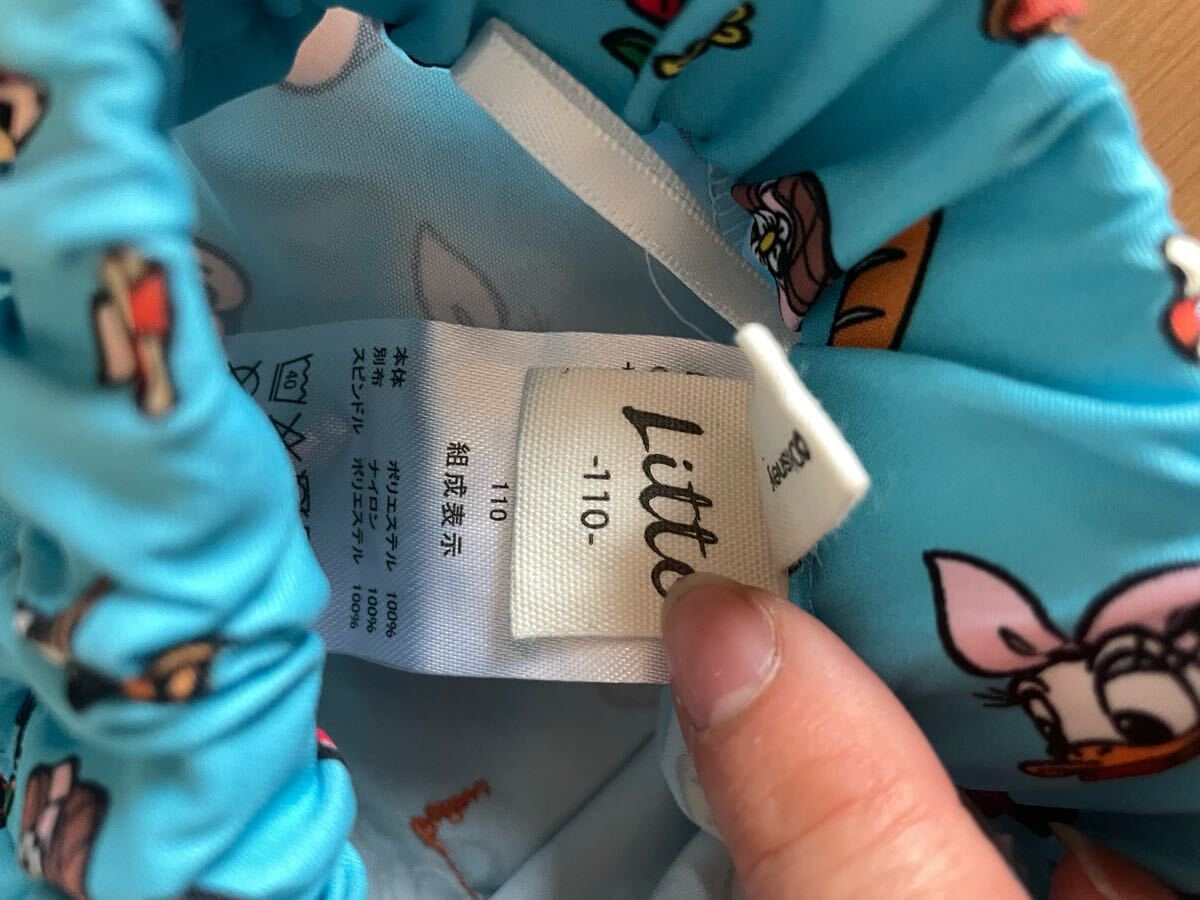 Litt
-110-
©Disney
110
組成表示
本体 ポリエステル 100%
別布 ナイロン 100%
スピンドル ポリエステル 100%
40